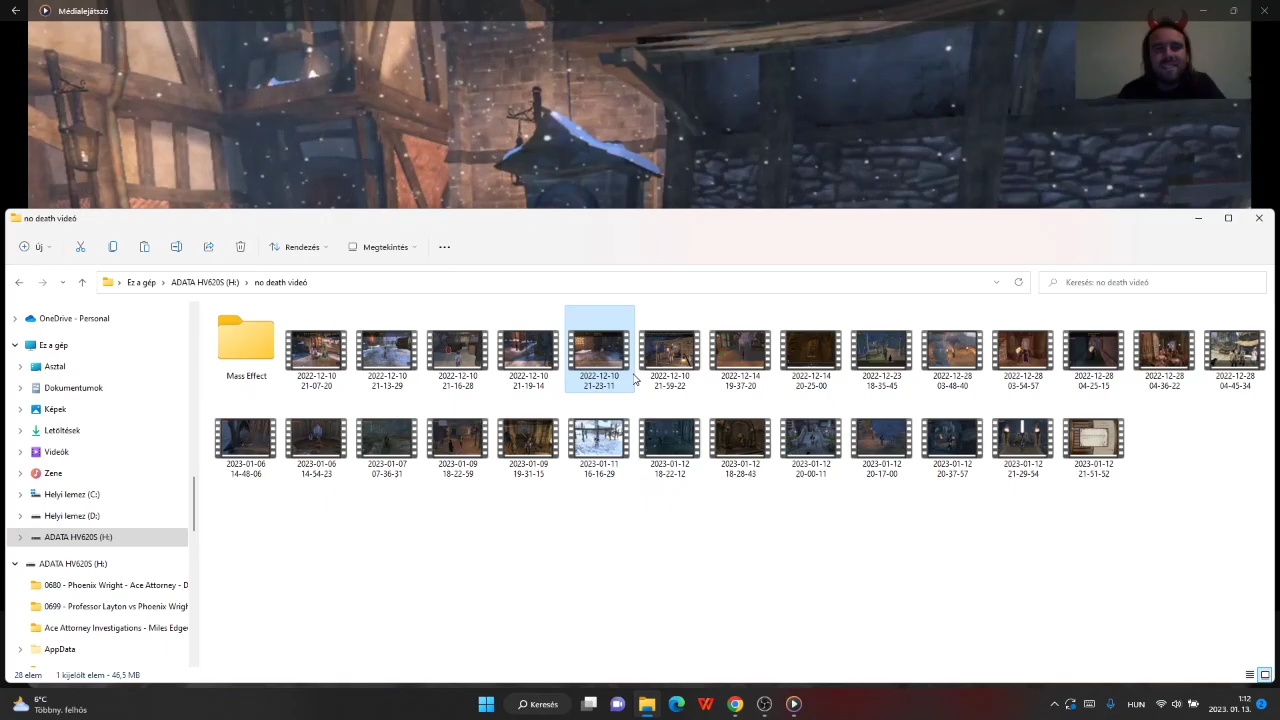 Médialejátszó
no death videó
Új
Rendezés
Megtekintés
Ez a gép
ADATA HV620S (H:)
no death videó
Keresés: no death videó
OneDrive - Personal
Ez a gép
Asztal
Dokumentumok
Képek
Letöltések
Videók
Zene
Helyi lemez (C:)
Helyi lemez (D:)
ADATA HV620S (H:)
ADATA HV620S (H:)
0680 - Phoenix Wright - Ace Attorney - D
0699 - Professor Layton vs Phoenix Wrigh
Ace Attorney Investigations - Miles Edge
AppData
Mass Effect
2022-12-10
21-07-20
2022-12-10
21-13-29
2022-12-10
21-16-28
2022-12-10
21-19-14
2022-12-10
21-23-11
2022-12-10
21-59-22
2022-12-14
19-37-20
2022-12-14
20-25-00
2022-12-23
18-35-45
2022-12-28
03-48-40
2022-12-28
03-54-57
2022-12-28
04-25-15
2022-12-28
04-36-22
2022-12-28
04-45-34
2023-01-06
14-48-06
2023-01-06
14-54-23
2023-01-07
07-36-31
2023-01-09
18-22-59
2023-01-09
19-31-15
2023-01-11
16-16-29
2023-01-12
18-22-12
2023-01-12
18-28-43
2023-01-12
20-00-11
2023-01-12
20-17-00
2023-01-12
20-37-57
2023-01-12
21-29-54
2023-01-12
21-51-52
28 elem
1 kijelölt elem - 46,5 MB
5°C
Többny. felhős
Keresés
HUN
1:12
2023. 01. 13.
2